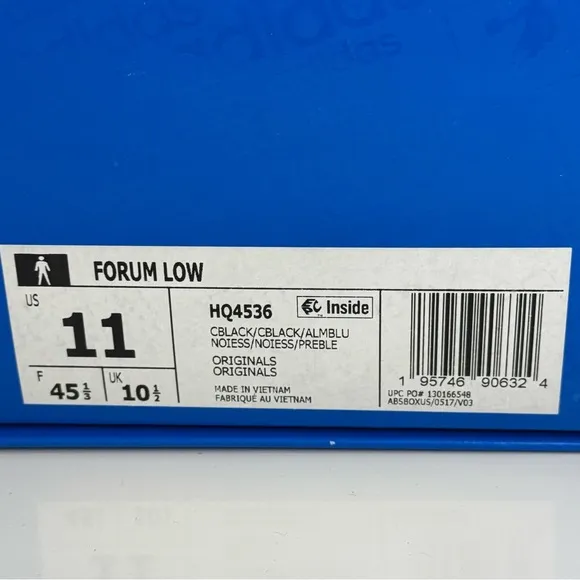 FORUM LOW
US
11
F
45 1/3
UK
10 1/2
HQ4536
Inside
CBLACK/CBLACK/ALMBLU
NOIESS/NOIESS/PREBLE
ORIGINALS
ORIGINALS
MADE IN VIETNAM
FABRIQUÉ AU VIETNAM
1 95746 90632 4
UPC PO# 130166548
ABSBOXUS/0517/V03